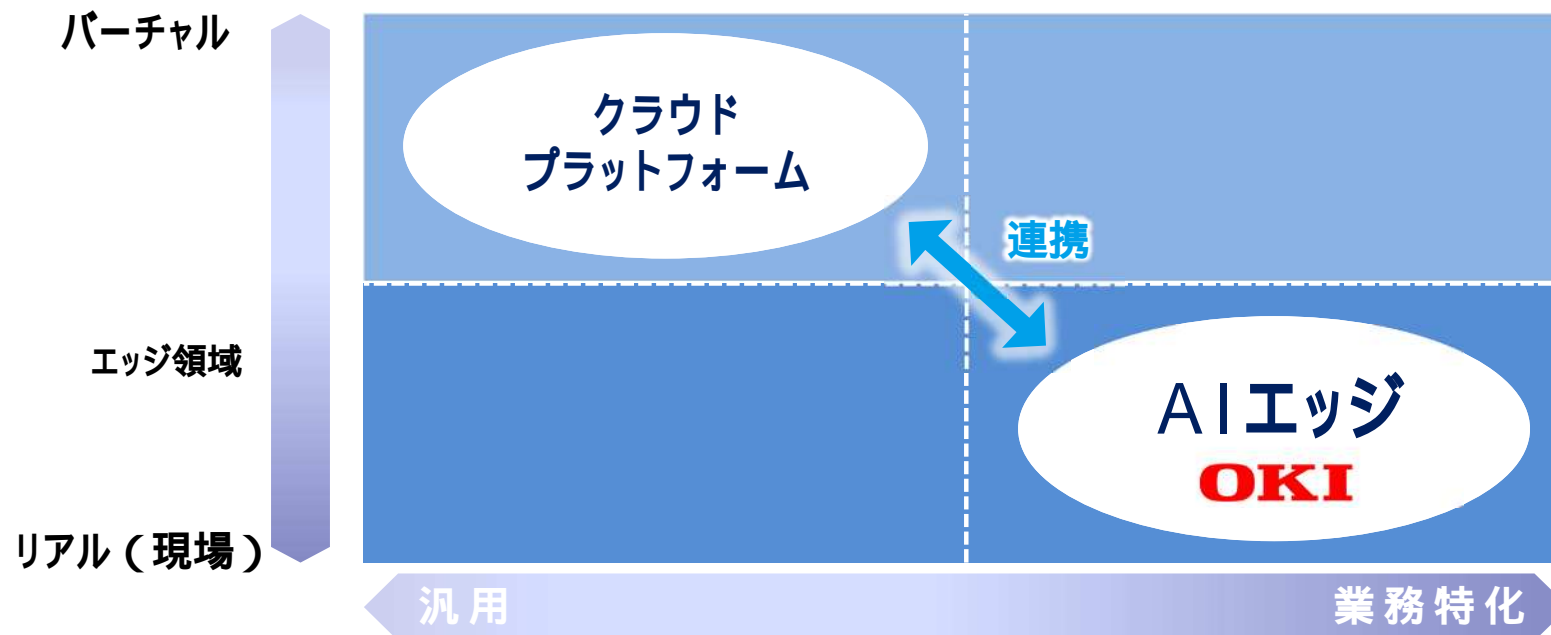 バーチャル
クラウド
プラットフォーム
連携
エッジ領域
AIエッジ
OKI
リアル(現場)
汎用
業務特化